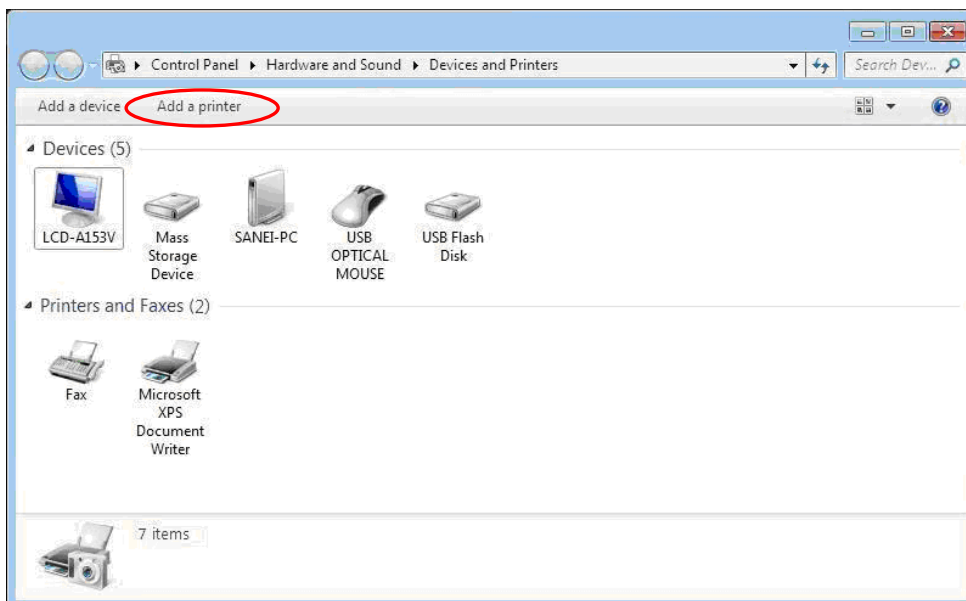 Control Panel Hardware and Sound Devices and Printers Search Dev...
Add a device Add a printer
Devices (5)
LCD-A153V
Mass
Storage
Device
SANEI-PC
USB
OPTICAL
MOUSE
USB Flash
Disk
Printers and Faxes (2)
Fax
Microsoft
XPS
Document
Writer
7 items